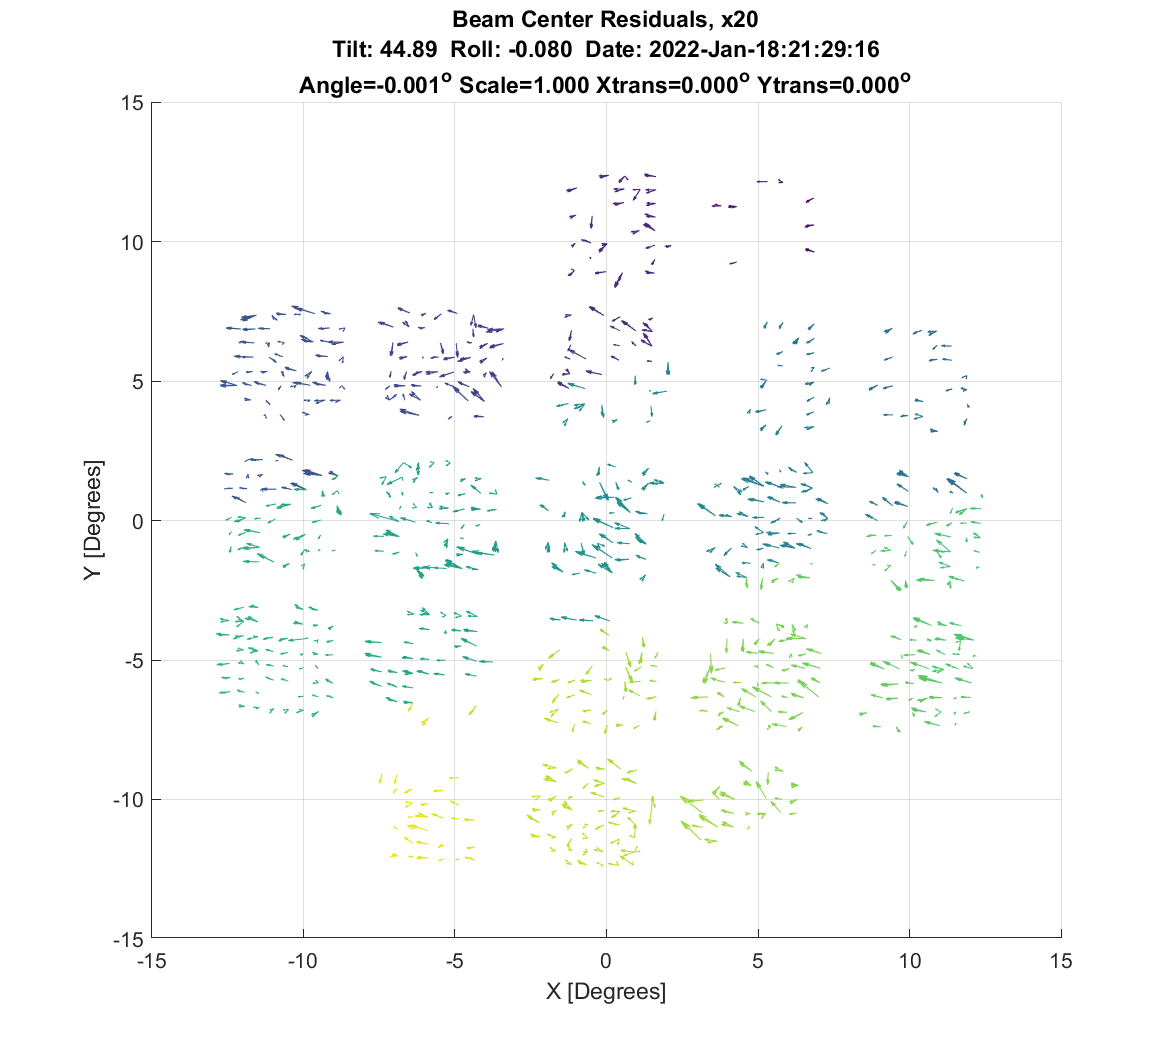 Beam Center Residuals, x20
Tilt: 44.89 Roll: -0.080 Date: 2022-Jan-18:21:29:16
Angle=-0.001° Scale=1.000 Xtrans=0.000° Ytrans=0.000°
15
10
5
0
-5
-10
-15
Y [Degrees]
-15
-10
-5
0
5
10
15
X [Degrees]